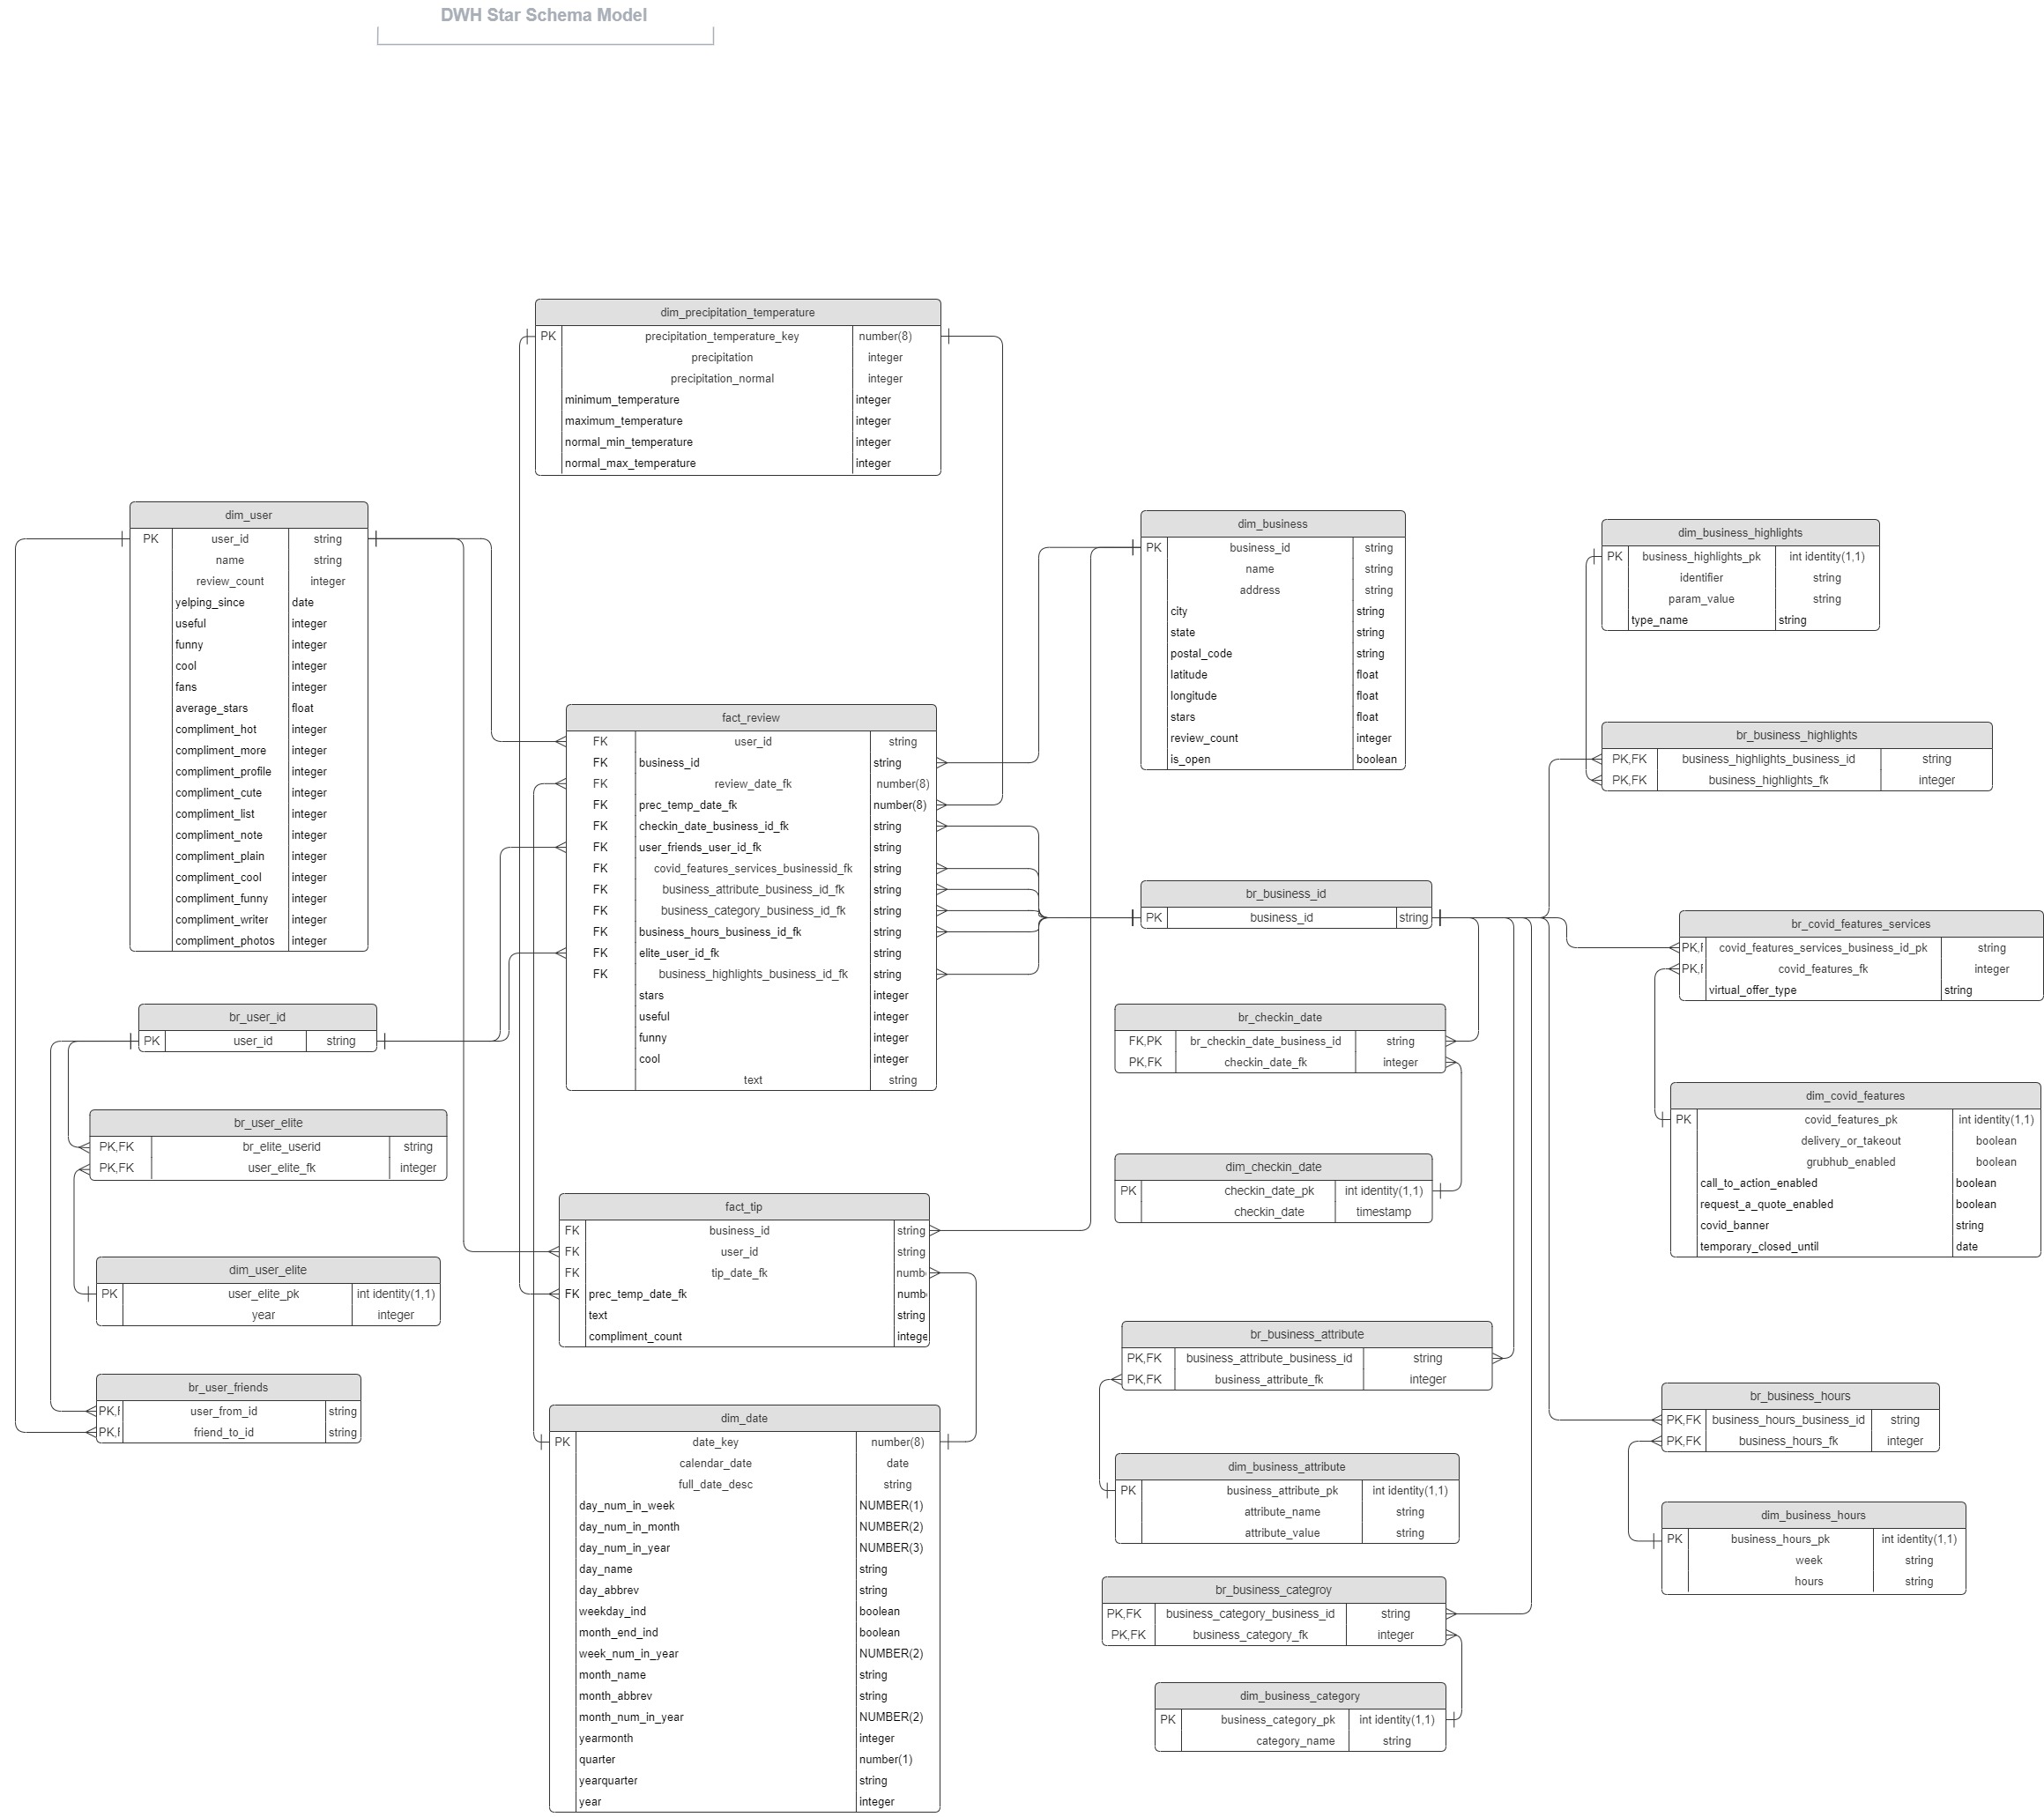 DWH Star Schema Model
dim_precipitation_temperature
PK precipitation_temperature_key number(8)
precipitation integer
precipitation_normal integer
minimum_temperature integer
maximum_temperature integer
normal_min_temperature integer
normal_max_temperature integer
dim_user
PK user_id string
name string
review_count integer
yelping_since date
useful integer
funny integer
cool integer
fans integer
average_stars float
compliment_hot integer
compliment_more integer
compliment_profile integer
compliment_cute integer
compliment_list integer
compliment_note integer
compliment_plain integer
compliment_cool integer
compliment_funny integer
compliment_writer integer
compliment_photos integer
br_user_id
PK user_id string
br_user_elite
PK,FK br_elite_userid string
PK,FK user_elite_fk integer
dim_user_elite
PK user_elite_pk int identity(1,1)
year integer
br_user_friends
PK,F user_from_id string
PK,F friend_to_id string
fact_review
FK user_id string
FK business_id string
FK review_date_fk number(8)
FK prec_temp_date_fk number(8)
FK checkin_date_business_id_fk string
FK user_friends_user_id_fk string
FK covid_features_services_businessid_fk string
FK business_attribute_business_id_fk string
FK business_category_business_id_fk string
FK business_hours_business_id_fk string
FK elite_user_id_fk string
FK business_highlights_business_id_fk string
stars integer
useful integer
funny integer
cool integer
text string
fact_tip
FK business_id string
FK user_id string
FK tip_date_fk numb
FK prec_temp_date_fk numb
text string
compliment_count intege
dim_date
PK date_key number(8)
calendar_date date
full_date_desc string
day_num_in_week NUMBER(1)
day_num_in_month NUMBER(2)
day_num_in_year NUMBER(3)
day_name string
day_abbrev string
weekday_ind boolean
month_end_ind boolean
week_num_in_year NUMBER(2)
month_name string
month_abbrev string
month_num_in_year NUMBER(2)
yearmonth integer
quarter number(1)
yearquarter string
year integer
dim_business
PK business_id string
name string
address string
city string
state string
postal_code string
latitude float
longitude float
stars float
review_count integer
is_open boolean
br_business_id
PK business_id string
br_checkin_date
FK,PK br_checkin_date_business_id string
PK,FK checkin_date_fk integer
dim_checkin_date
PK checkin_date_pk int identity(1,1)
checkin_date timestamp
br_business_attribute
PK,FK business_attribute_business_id string
PK,FK business_attribute_fk integer
dim_business_attribute
PK business_attribute_pk int identity(1,1)
attribute_name string
attribute_value string
br_business_categroy
PK,FK business_category_business_id string
PK,FK business_category_fk integer
dim_business_category
PK business_category_pk int identity(1,1)
category_name string
dim_business_highlights
PK business_highlights_pk int identity(1,1)
identifier string
param_value string
type_name string
br_business_highlights
PK,FK business_highlights_business_id string
PK,FK business_highlights_fk integer
br_covid_features_services
PK,F covid_features_services_business_id_pk string
PK,F covid_features_fk integer
virtual_offer_type string
dim_covid_features
PK covid_features_pk int identity(1,1)
delivery_or_takeout boolean
grubhub_enabled boolean
call_to_action_enabled boolean
request_a_quote_enabled boolean
covid_banner string
temporary_closed_until date
br_business_hours
PK,FK business_hours_business_id string
PK,FK business_hours_fk integer
dim_business_hours
PK business_hours_pk int identity(1,1)
week string
hours string